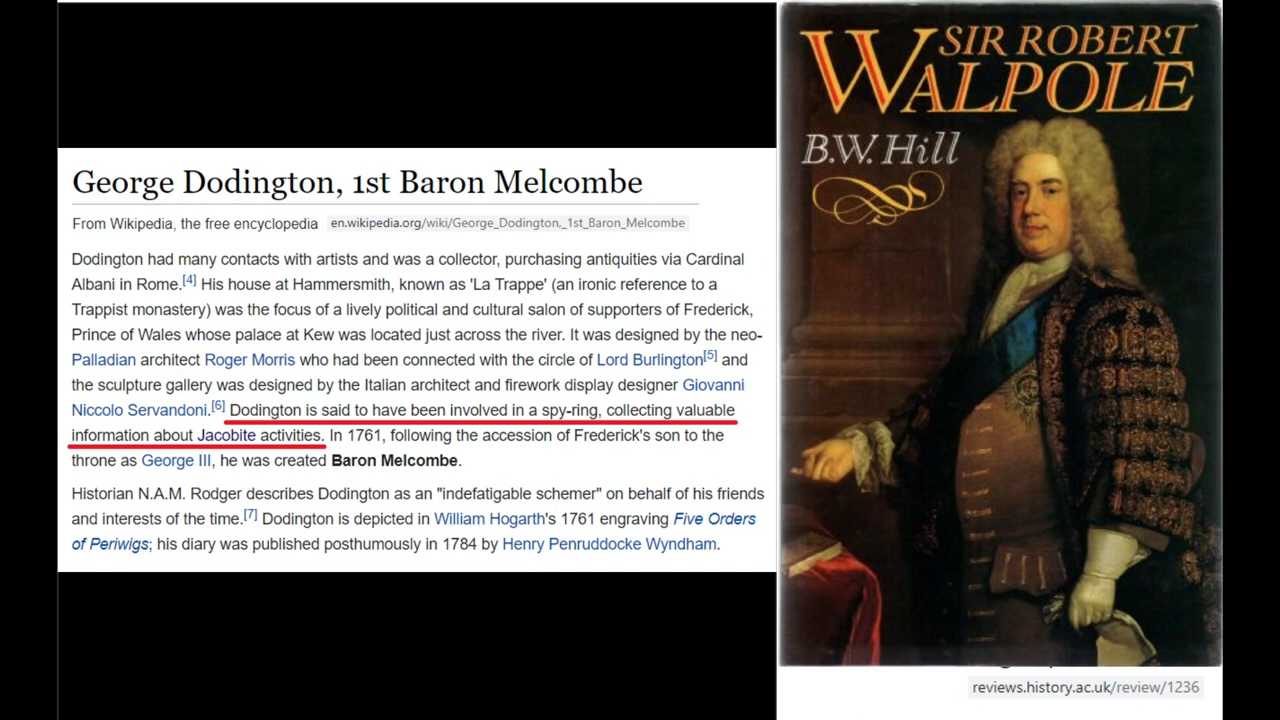 George Dodington, 1st Baron Melcombe
From Wikipedia, the free encyclopedia en.wikipedia.org/wiki/George_Dodington,_1st_Baron_Melcombe
Dodington had many contacts with artists and was a collector, purchasing antiquities via Cardinal
Albani in Rome.[4] His house at Hammersmith, known as 'La Trappe' (an ironic reference to a
Trappist monastery) was the focus of a lively political and cultural salon of supporters of Frederick,
Prince of Wales whose palace at Kew was located just across the river. It was designed by the neo-
Palladian architect Roger Morris who had been connected with the circle of Lord Burlington[5] and
the sculpture gallery was designed by the Italian architect and firework display designer Giovanni
Niccolo Servandoni.[6] Dodington is said to have been involved in a spy-ring, collecting valuable
information about Jacobite activities. In 1761, following the accession of Frederick's son to the
throne as George III, he was created Baron Melcombe.
Historian N.A.M. Rodger describes Dodington as an "indefatigable schemer" on behalf of his friends
and interests of the time.[7] Dodington is depicted in William Hogarth's 1761 engraving Five Orders
of Periwigs; his diary was published posthumously in 1784 by Henry Penruddocke Wyndham.
SIR ROBERT
WALPOLE
B.W. Hill
reviews.history.ac.uk/review/1236